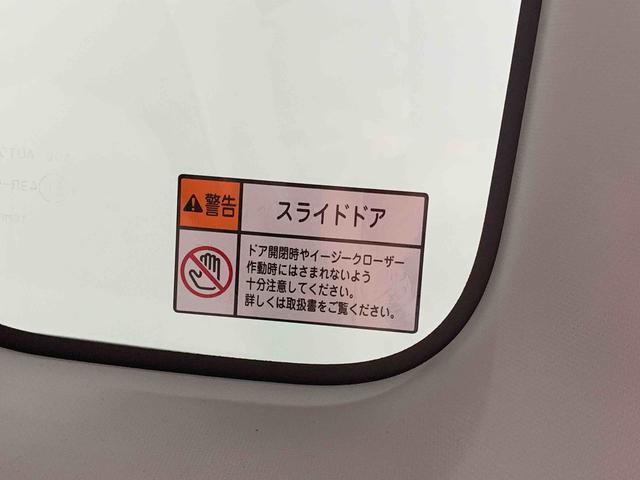 警告
スライドドア
ドア開閉時やイージークローザー
作動時にはさまれないよう
十分注意してください。
詳しくは取扱書をご覧ください。